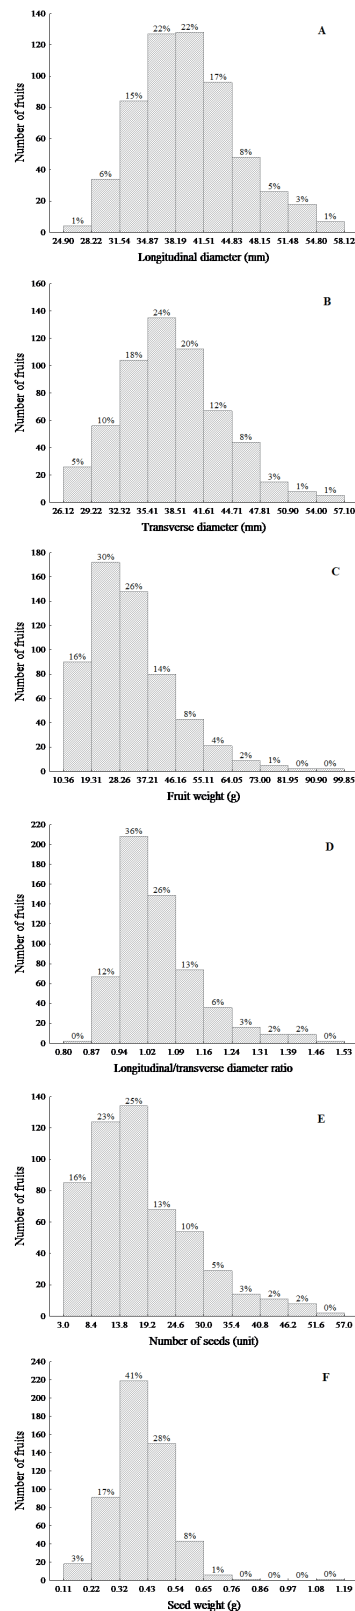 A
140
120
100
80
60
40
20
0
Number of fruits
1% 6% 15% 22% 22% 17% 8% 5% 3% 1%
24.90 28.22 31.54 34.87 38.19 41.51 44.83 48.15 51.48 54.80 58.12
Longitudinal diameter (mm)
B
160
140
120
100
80
60
40
20
0
Number of fruits
5% 10% 18% 24% 20% 12% 8% 3% 1% 1%
26.12 29.22 32.32 35.41 38.51 41.61 44.71 47.81 50.90 54.00 57.10
Transverse diameter (mm)
C
180
160
140
120
100
80
60
40
20
0
Number of fruits
16% 30% 26% 14% 8% 4% 2% 1% 0% 0%
10.36 19.31 28.26 37.21 46.16 55.11 64.05 73.00 81.95 90.90 99.85
Fruit weight (g)
D
220
200
180
160
140
120
100
80
60
40
20
0
Number of fruits
0% 12% 36% 26% 13% 6% 3% 2% 2% 0%
0.80 0.87 0.94 1.02 1.09 1.16 1.24 1.31 1.39 1.46 1.53
Longitudinal/transverse diameter ratio
E
140
120
100
80
60
40
20
0
Number of fruits
16% 23% 25% 13% 10% 5% 3% 2% 2% 0%
3.0 8.4 13.8 19.2 24.6 30.0 35.4 40.8 46.2 51.6 57.0
Number of seeds (unit)
F
240
220
200
180
160
140
120
100
80
60
40
20
0
Number of fruits
3% 17% 41% 28% 8% 1% 0% 0% 0% 0%
0.11 0.22 0.32 0.43 0.54 0.65 0.76 0.86 0.97 1.08 1.19
Seed weight (g)